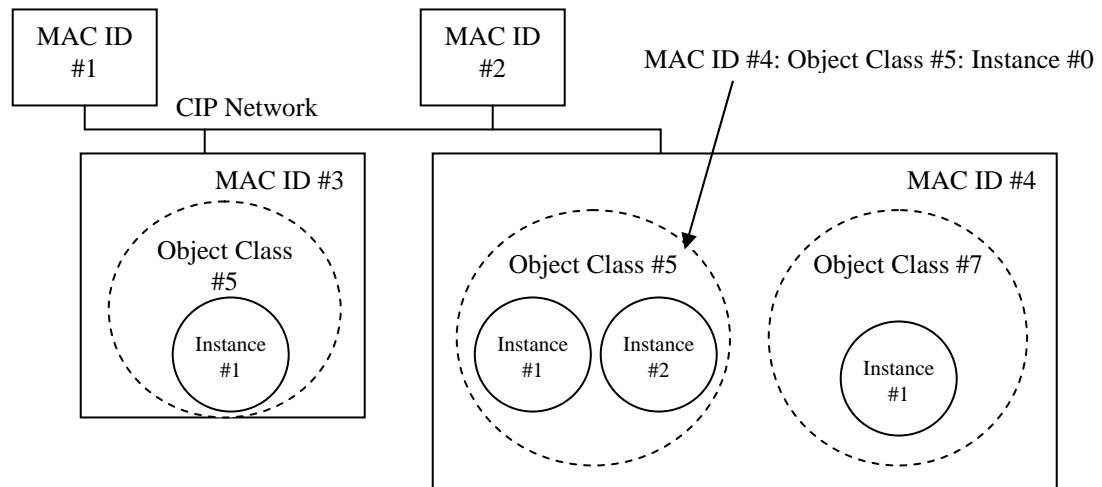 MAC ID
#1
MAC ID
#2
MAC ID #4: Object Class #5: Instance #0
CIP Network
MAC ID #3
Object Class
#5
Instance
#1
MAC ID #4
Object Class #5
Instance
#1
Instance
#2
Object Class #7
Instance
#1